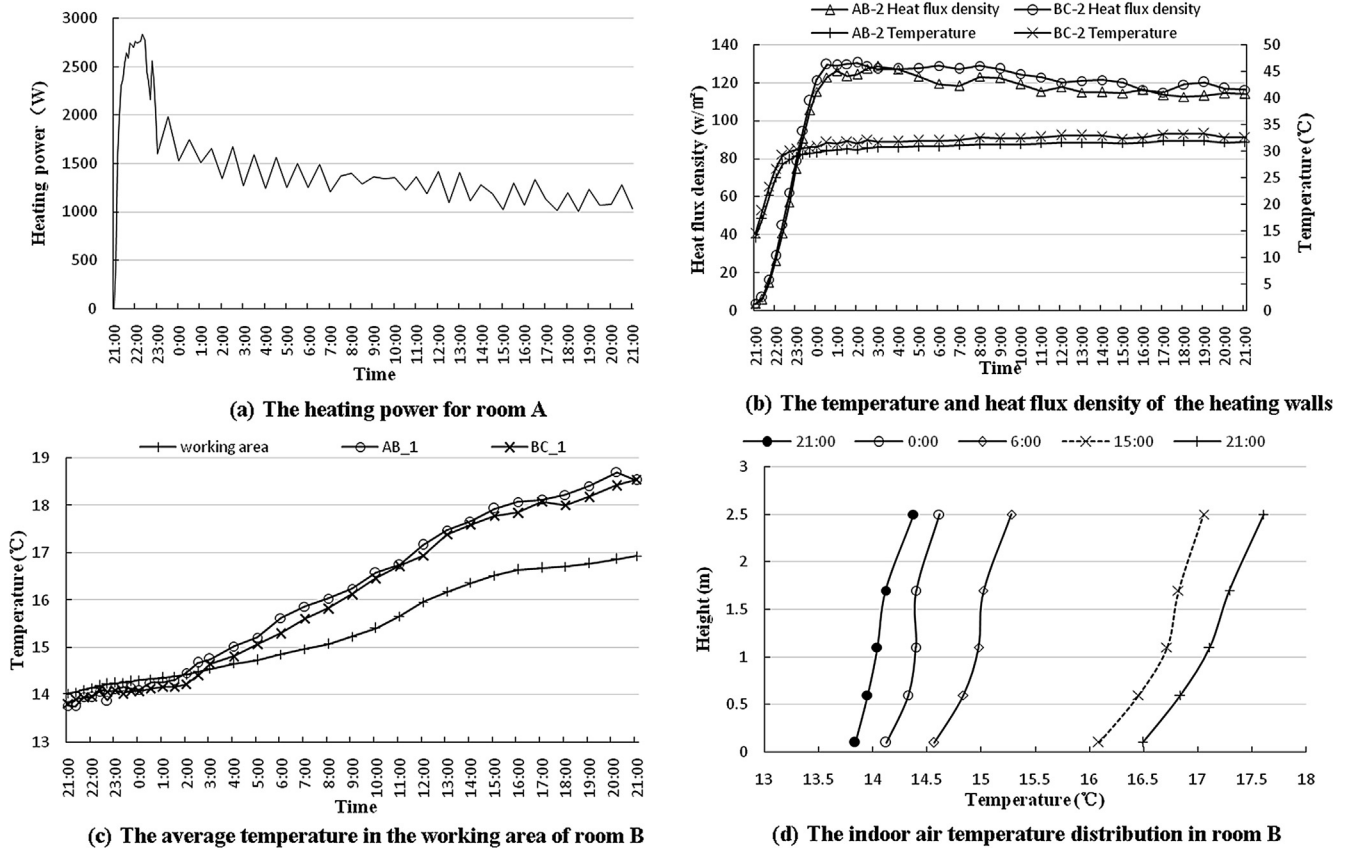 3000
2500
2000
1500
1000
500
0
Heating power（W)
21:00 22:00 23:00 0:00 1:00 2:00 3:00 4:00 5:00 6:00 7:00 8:00 9:00 10:00 11:00 12:00 13:00 14:00 15:00 16:00 17:00 18:00 19:00 20:00 21:00
Time
(a) The heating power for room A
AB-2 Heat flux density BC-2 Heat flux density
AB-2 Temperature BC-2 Temperature
140
120
100
80
60
40
20
0
Heat flux density (w/m²)
50
45
40
35
30
25
20
15
10
5
0
Temperature (℃)
21:00 22:00 23:00 0:00 1:00 2:00 3:00 4:00 5:00 6:00 7:00 8:00 9:00 10:00 11:00 12:00 13:00 14:00 15:00 16:00 17:00 18:00 19:00 20:00 21:00
Time
(b) The temperature and heat flux density of the heating walls
working area AB_1 BC_1
19
18
17
16
15
14
13
Temperature (℃)
21:00 22:00 23:00 0:00 1:00 2:00 3:00 4:00 5:00 6:00 7:00 8:00 9:00 10:00 11:00 12:00 13:00 14:00 15:00 16:00 17:00 18:00 19:00 20:00 21:00
Time
(c) The average temperature in the working area of room B
21:00 0:00 6:00 15:00 21:00
3
2.5
2
1.5
1
0.5
0
Height (m)
13 13.5 14 14.5 15 15.5 16 16.5 17 17.5 18
Temperature (℃)
(d) The indoor air temperature distribution in room B